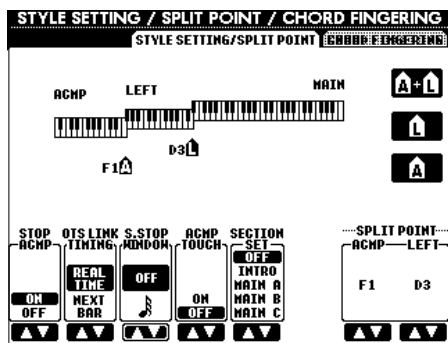 STYLE SETTING / SPLIT POINT / CHORD FINGERING
STYLE SETTING/SPLIT POINT CHORD FINGERING
ACMP LEFT MAIN
A+L
D3 L
L
F1 A
A
STOP ACMP
OTS LINK TIMING
S.STOP WINDOW
ACMP TOUCH
SECTION SET
SPLIT POINT
ACMP LEFT
ON
OFF
REAL TIME
NEXT BAR
OFF
ON
OFF
OFF
INTRO
MAIN A
MAIN B
MAIN C
F1 D3